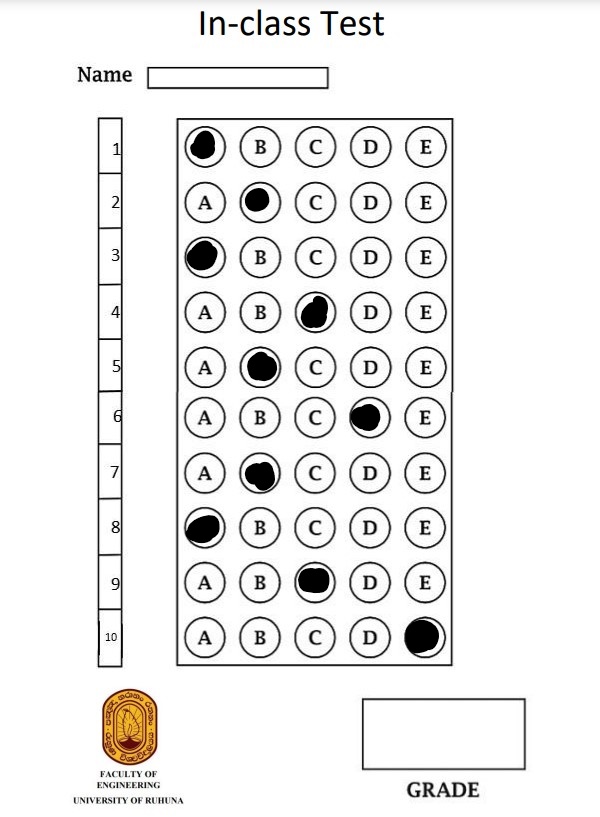 In-class Test
Name
1 B C D E
2 A C D E
3 B C D E
4 A B D E
5 A C D E
6 A B C E
7 A C D E
8 B C D E
9 A B D E
10 A B C D
FACULTY OF
ENGINEERING
UNIVERSITY OF RUHUNA
GRADE